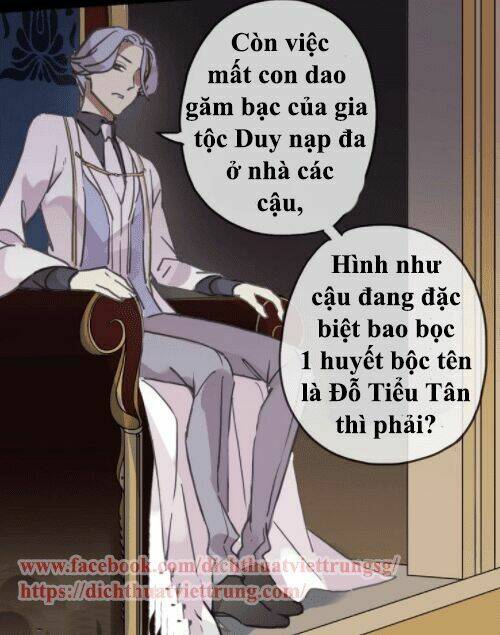 Còn việc
mất con dao
găm bạc của gia
tộc Duy nạp đa
ở nhà các
cậu,
Hình như
cậu đang đặc
biệt bao bọc
1 huyết bộc tên
là Đỗ Tiểu Tân
thì phải?
www.facebook.com/dichthuatviettrungsg/
https://dichthuatviettrung.com/